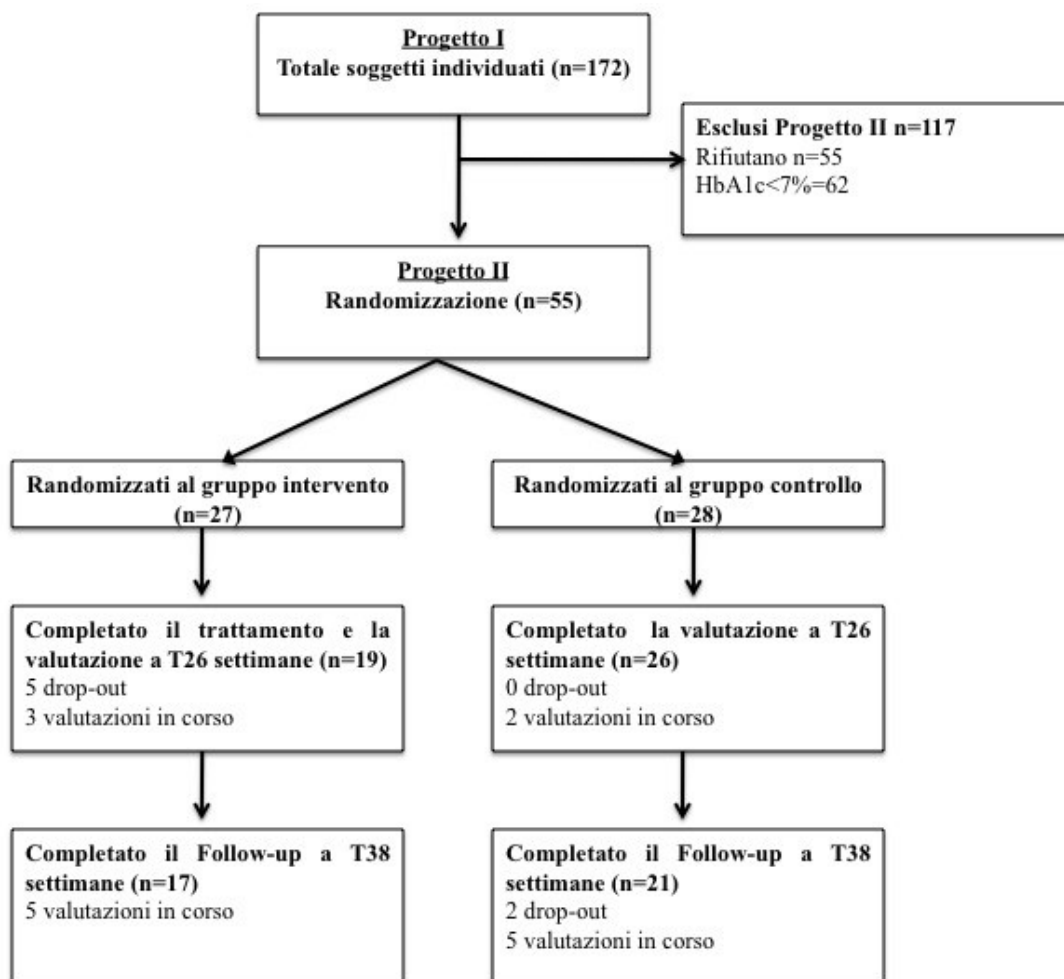 Progetto I
Totale soggetti individuati (n=172)
Esclusi Progetto II n=117
Rifiutano n=55
HbA1c<7%=62
Progetto II
Randomizzazione (n=55)
Randomizzati al gruppo intervento
(n=27)
Randomizzati al gruppo controllo
(n=28)
Completato il trattamento e la
valutazione a T26 settimane (n=19)
5 drop-out
3 valutazioni in corso
Completato la valutazione a T26
settimane (n=26)
0 drop-out
2 valutazioni in corso
Completato il Follow-up a T38
settimane (n=17)
5 valutazioni in corso
Completato il Follow-up a T38
settimane (n=21)
2 drop-out
5 valutazioni in corso